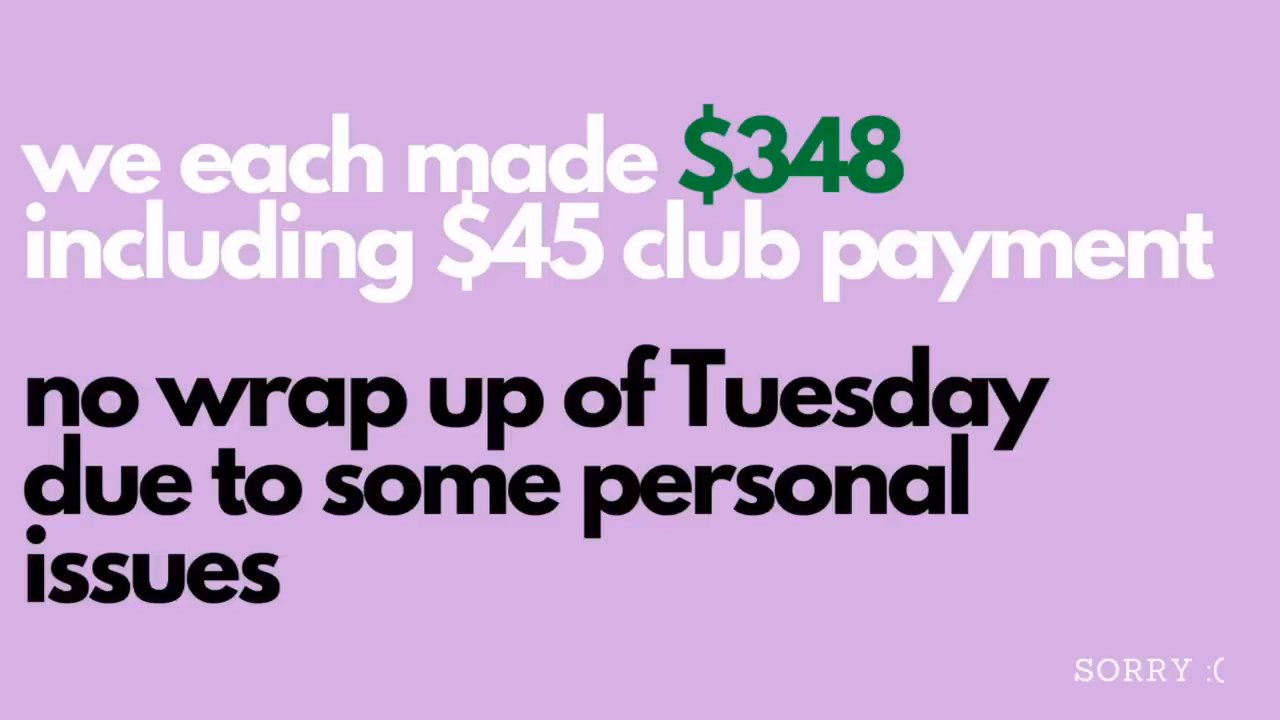 we each made $348
including $45 club payment
no wrap up of Tuesday
due to some personal
issues
SORRY :(